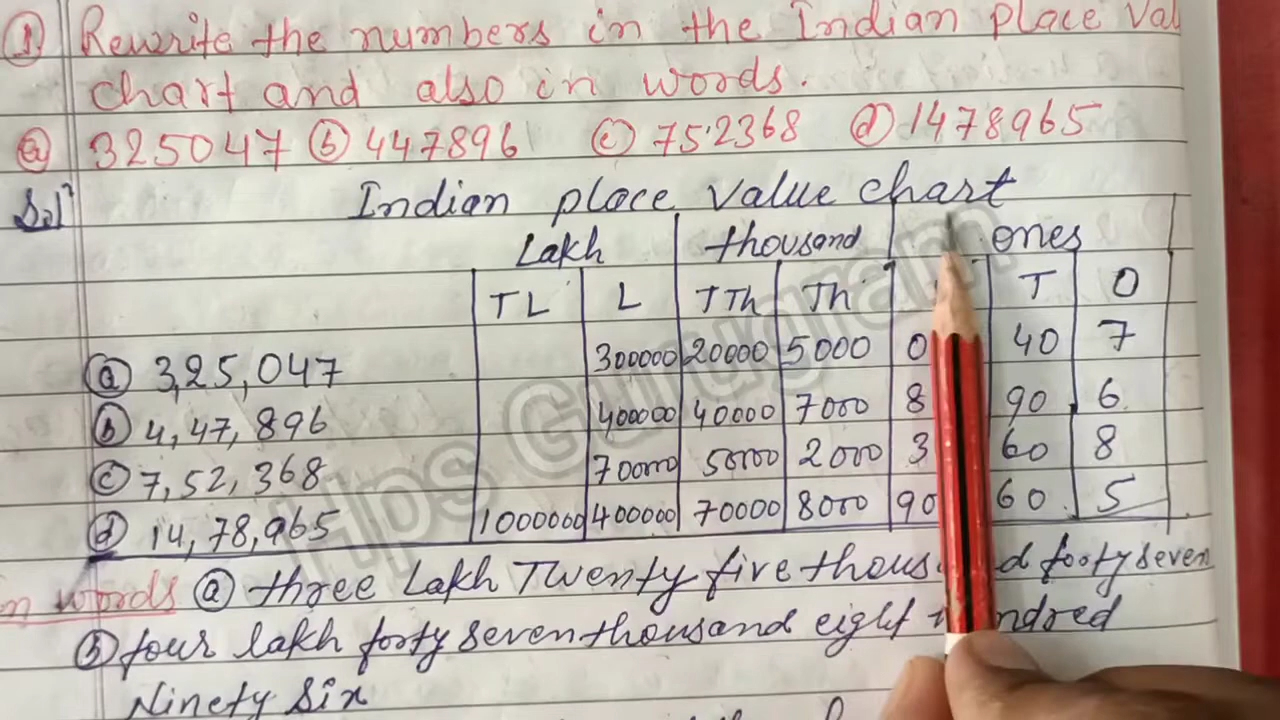 ① Rewrite the numbers in the Indian place Val
chart and also in words.
ⓐ 325047 ⓑ 447896 ⓒ 752368 ⓓ 1478965
Solⁿ Indian place value chart
Lakh thousand ones
TL L TTh Th T O
ⓐ 3,25,047 300000 20000 5000 0 40 7
ⓑ 4,47,896 400000 40000 7000 8 90 6
ⓒ 7,52,368 2000 3 60 8
ⓓ 14,78,965 1000000 400000 70000 8000 90 60 5
words ⓐ three Lakh Twenty five thous d forty seven
ⓑ four lakh forty seven thousand eight ndred
Ninety Six
Hps Gurugram